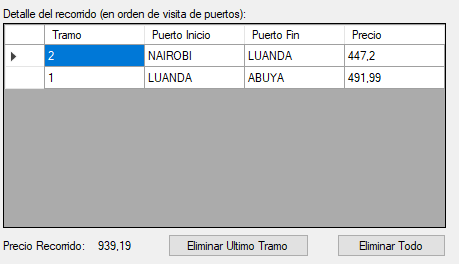 Detalle del recorrido (en orden de visita de puertos):
Tramo Puerto Inicio Puerto Fin Precio
2 NAIROBI LUANDA 447,2
1 LUANDA ABUYA 491,99
Precio Recorrido: 939,19 Eliminar Ultimo Tramo Eliminar Todo